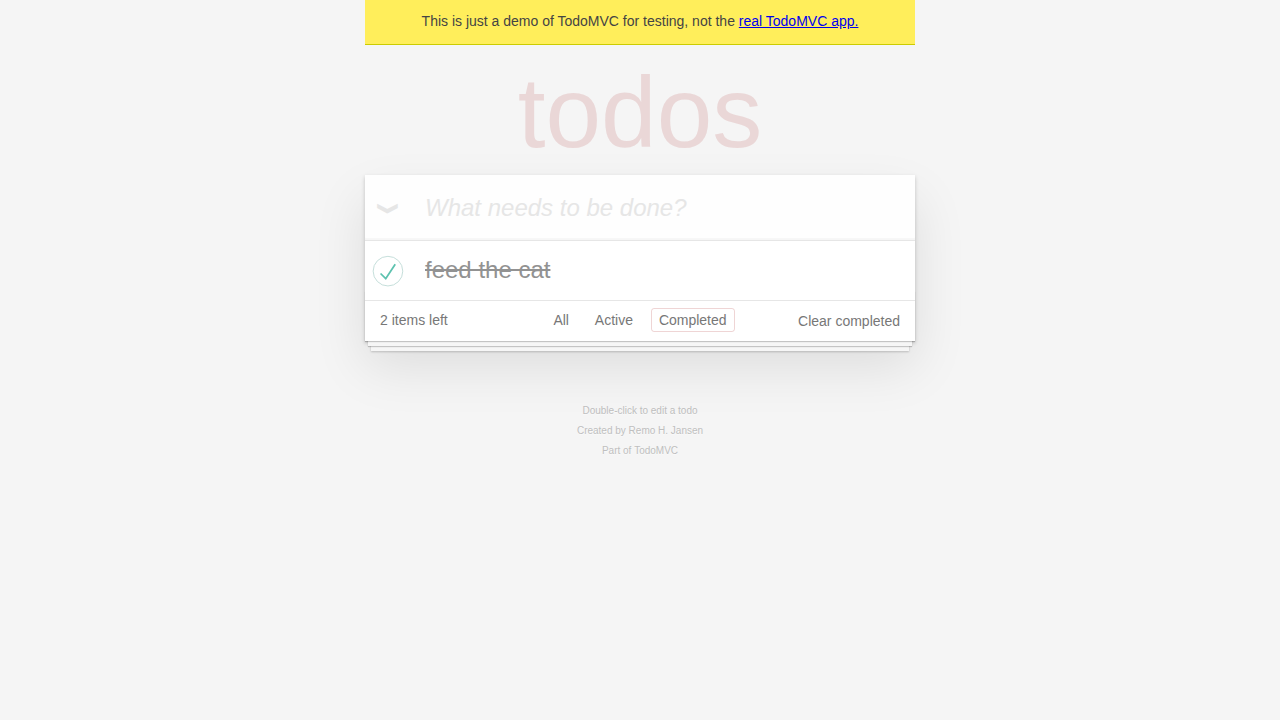 This is just a demo of TodoMVC for testing, not the real TodoMVC app.
todos
What needs to be done?
feed the cat
2 items left All Active Completed Clear completed
Double-click to edit a todo
Created by Remo H. Jansen
Part of TodoMVC